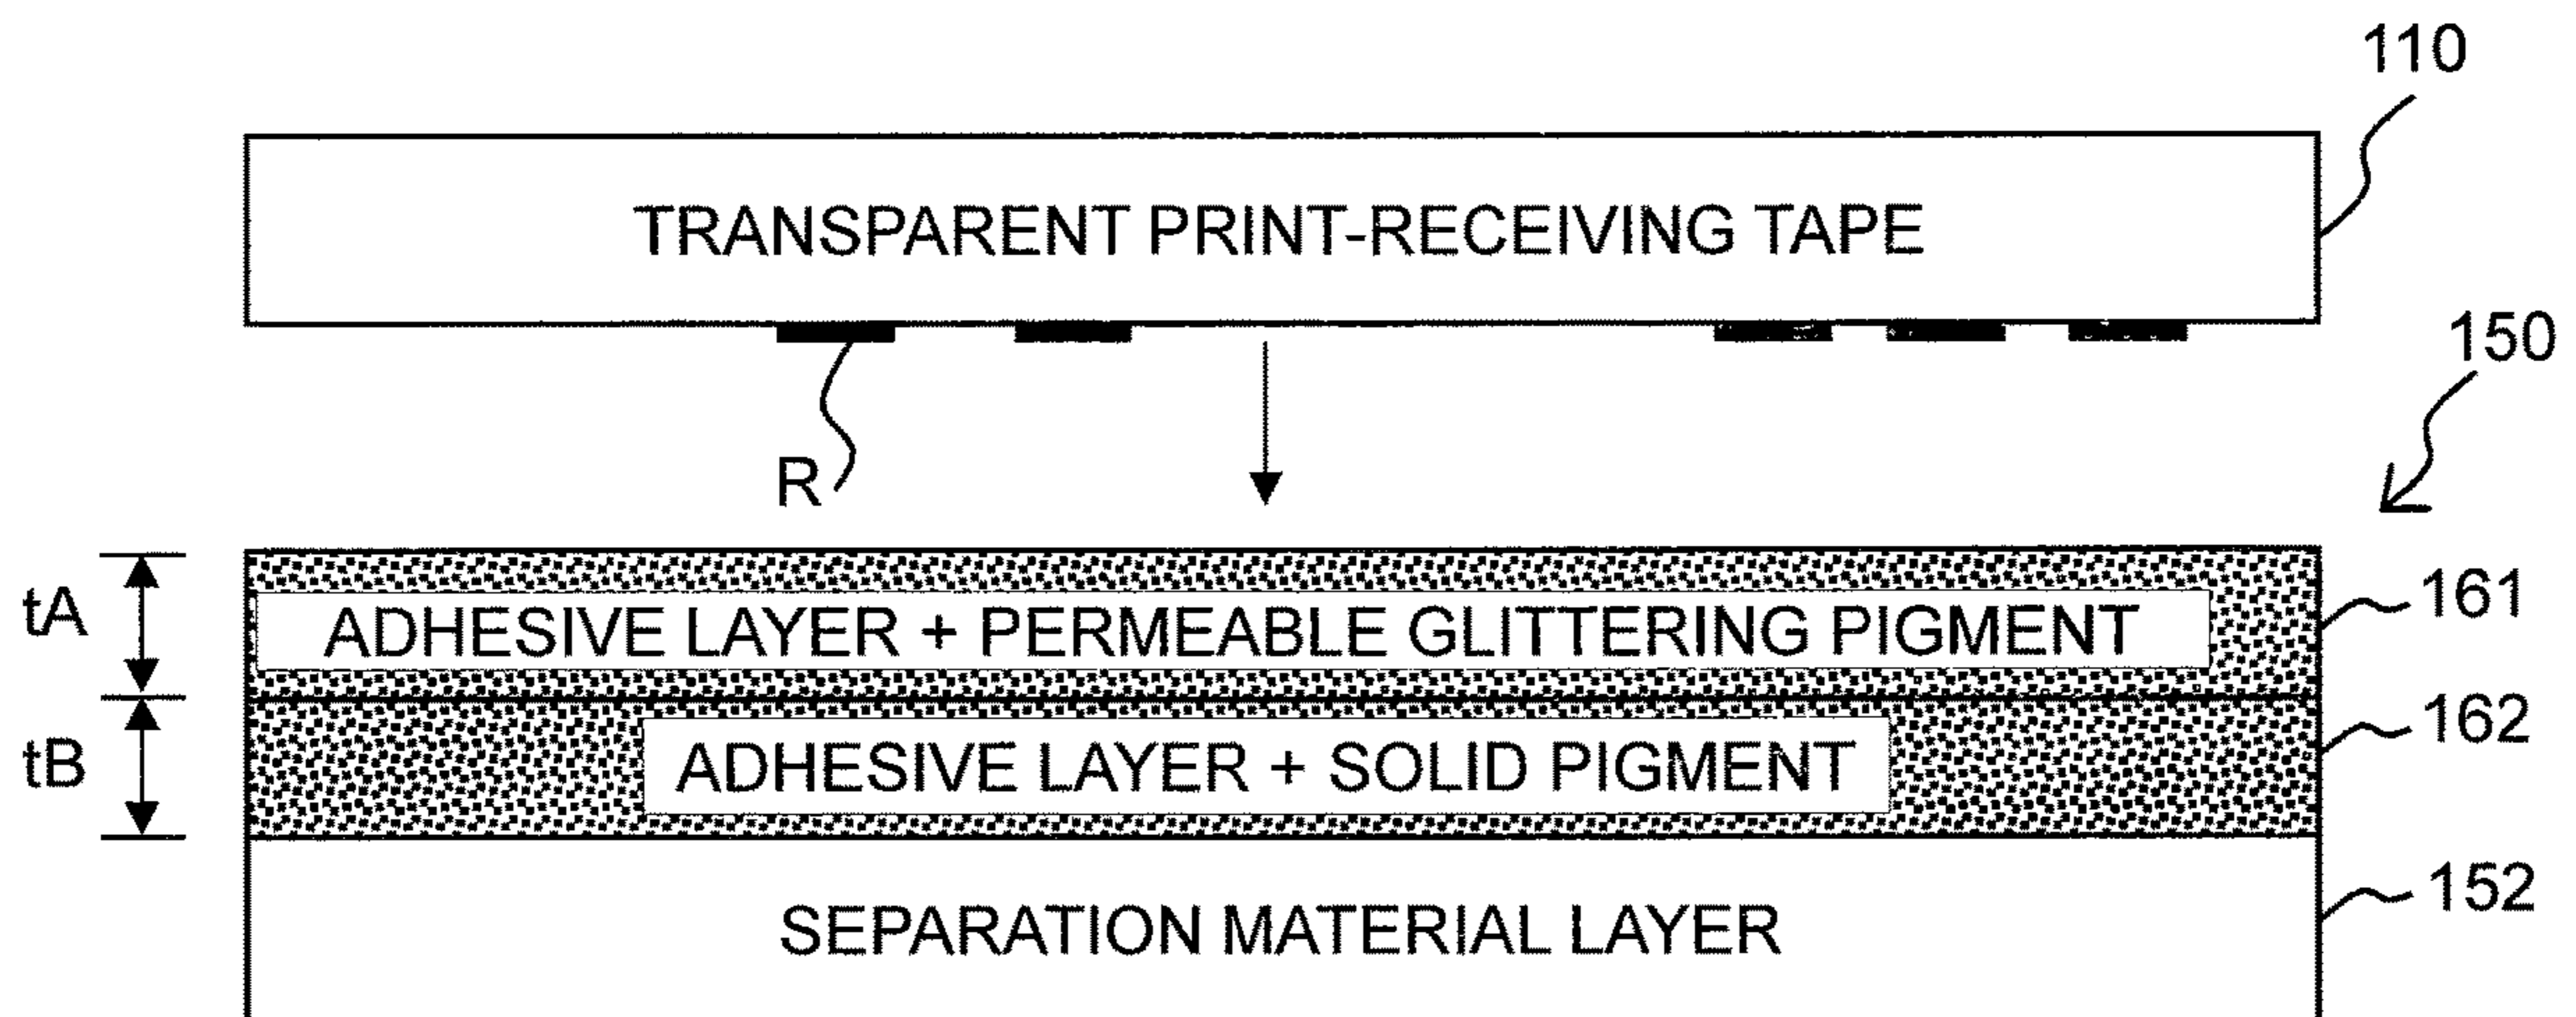 110
TRANSPARENT PRINT-RECEIVING TAPE
150
R
tA
ADHESIVE LAYER + PERMEABLE GLITTERING PIGMENT
161
162
tB
ADHESIVE LAYER + SOLID PIGMENT
152
SEPARATION MATERIAL LAYER